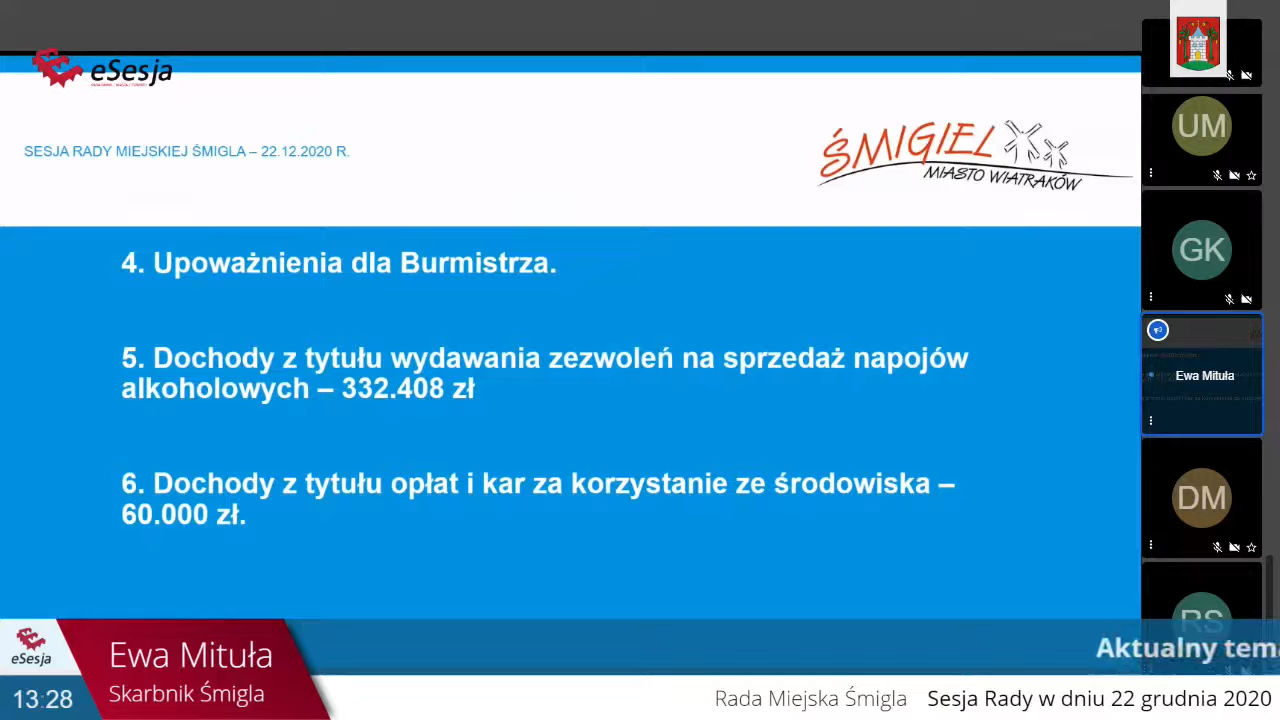 eSesja
SESJA RADY MIEJSKIEJ ŚMIGLA – 22.12.2020 R.
ŚMIGIEL
MIASTO WIATRAKÓW
4. Upoważnienia dla Burmistrza.
5. Dochody z tytułu wydawania zezwoleń na sprzedaż napojów
alkoholowych – 332.408 zł
6. Dochody z tytułu opłat i kar za korzystanie ze środowiska –
60.000 zł.
UM
GK
Ewa Mituła
DM
RS
eSesja
Ewa Mituła
Skarbnik Śmigla
13:28
Aktualny tema
Rada Miejska Śmigla
Sesja Rady w dniu 22 grudnia 2020